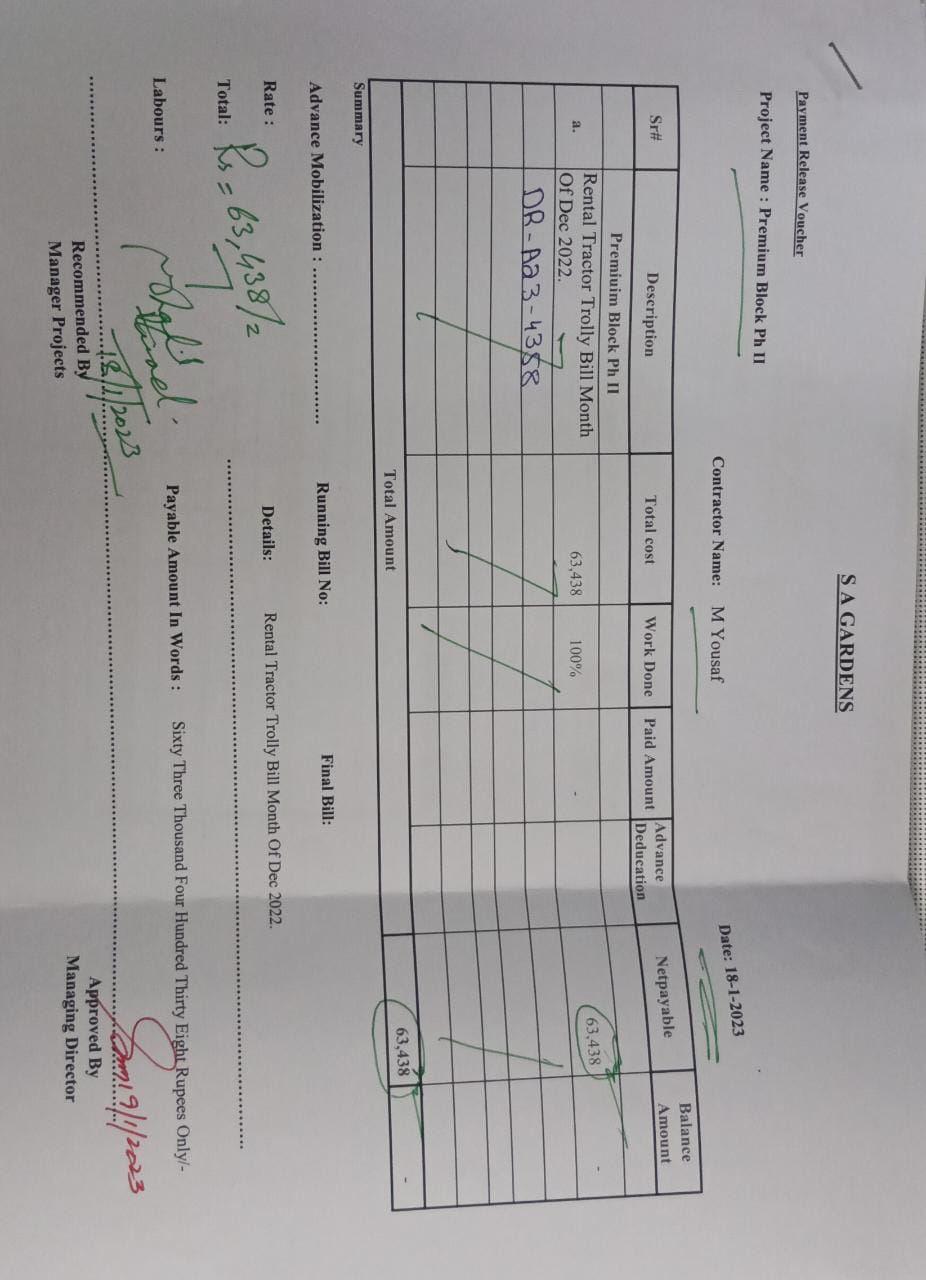 S A GARDENS
Payment Release Voucher
Project Name : Premium Block Ph II
Contractor Name: M Yousaf
Date: 18-1-2023
Sr# Description Total cost Work Done Paid Amount Advance Deducation Netpayable Balance Amount
Premiuim Block Ph II
a. Rental Tractor Trolly Bill Month Of Dec 2022. 63,438 100% - 63,438 -
DR-A23-4388
Total Amount 63,438 -
Summary
Advance Mobilization : .................... Running Bill No: Final Bill:
Rate : Details: Rental Tractor Trolly Bill Month Of Dec 2022.
Total: Rs = 63,438/=
Labours : Payable Amount In Words : Sixty Three Thousand Four Hundred Thirty Eight Rupees Only/-
18/1/2023
19/1/2023
Recommended By Approved By
Manager Projects Managing Director